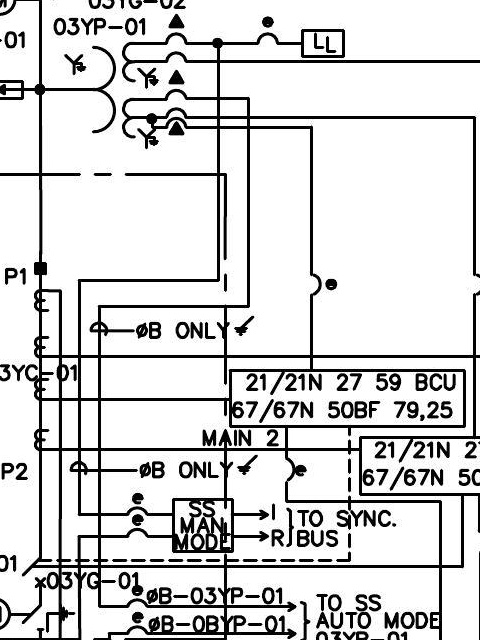 03YG-02
03YP-01
-01
LL
P1
ØB ONLY
3YC-01
21/21N 27 59 BCU
67/67N 50BF 79,25
MAIN 2
21/21N 2
67/67N 50
P2
ØB ONLY
e
SS
MAN
MODE
I
R
TO SYNC.
BUS
e
01
x03YG-01
e
ØB-03YP-01
ØB-0BYP-01
TO SS
AUTO MODE
03YP-01